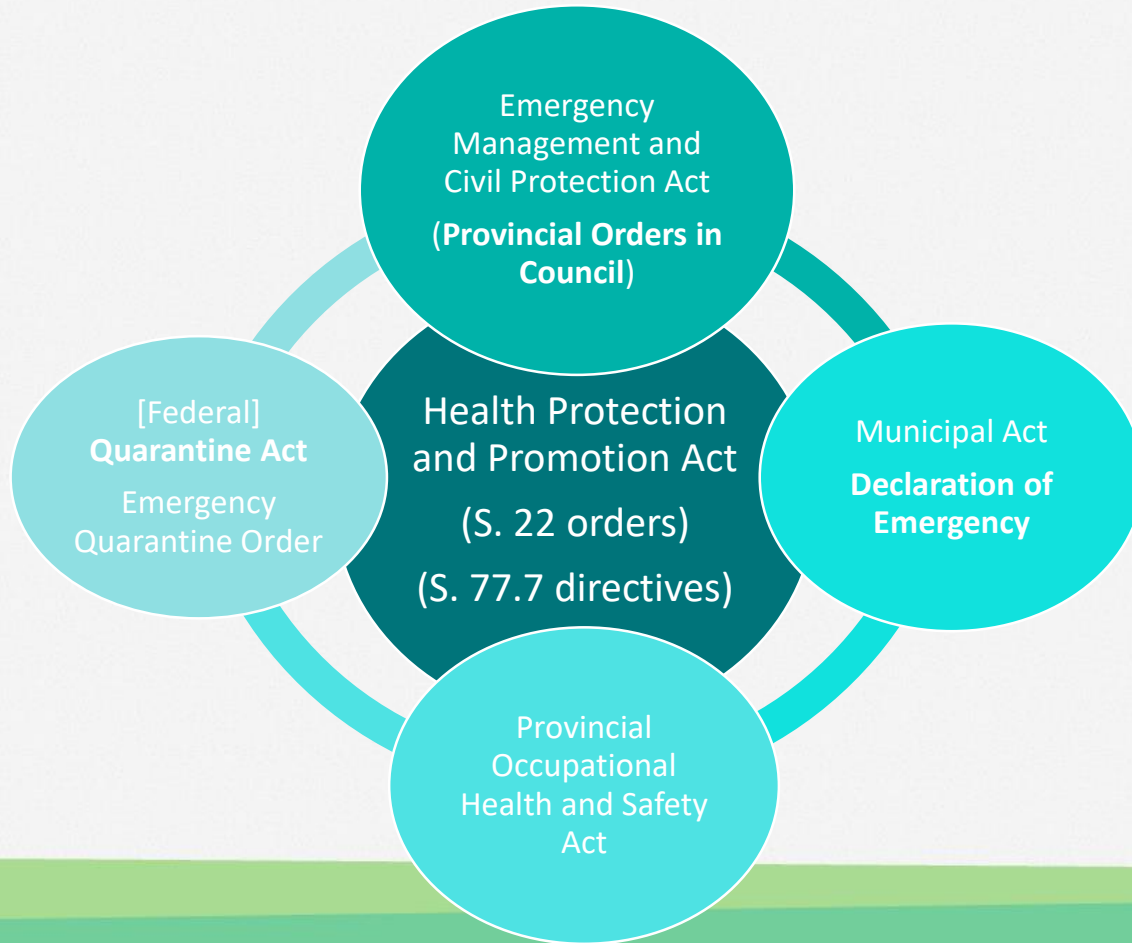 Emergency
Management and
Civil Protection Act
(Provincial Orders in
Council)
[Federal]
Quarantine Act
Emergency
Quarantine Order
Health Protection
and Promotion Act
(S. 22 orders)
(S. 77.7 directives)
Municipal Act
Declaration of
Emergency
Provincial
Occupational
Health and Safety
Act